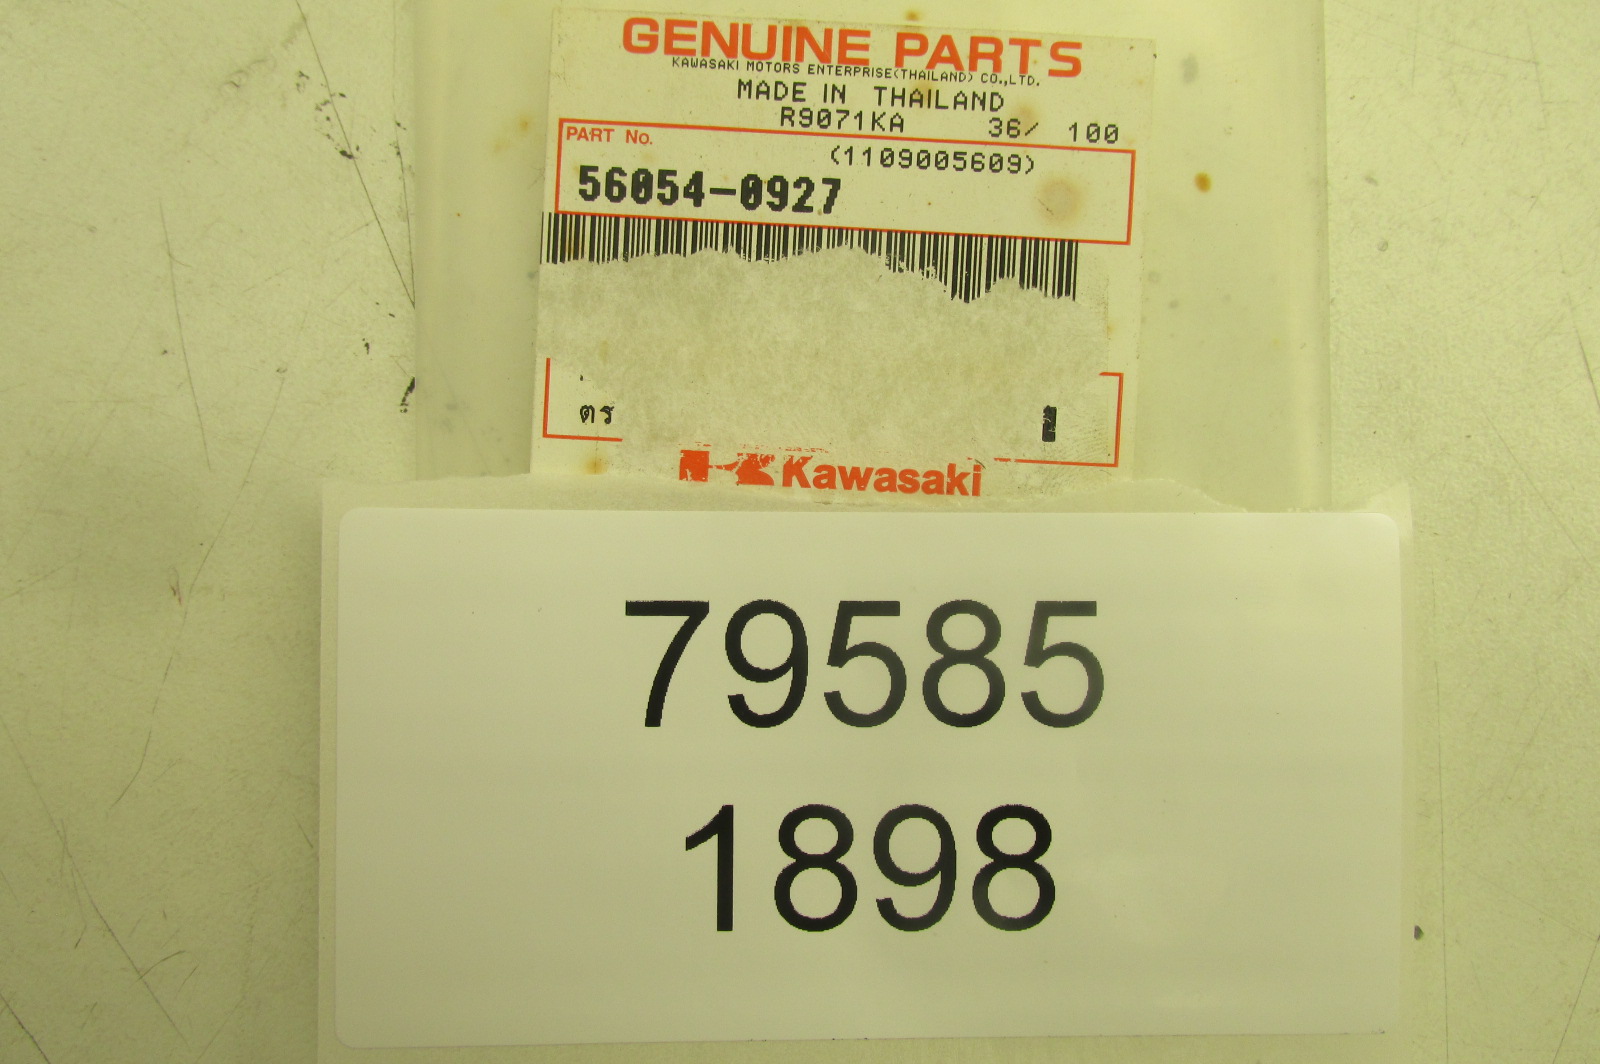 GENUINE PARTS
KAWASAKI MOTORS ENTERPRISE(THAILAND) CO.,LTD.
MADE IN THAILAND
R9071KA 36/ 100
PART No.
(1109005609)
56054-0927
ตร
Kawasaki
79585
1898